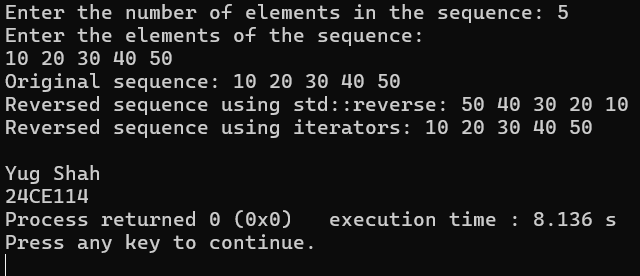 Enter the number of elements in the sequence: 5
Enter the elements of the sequence:
10 20 30 40 50
Original sequence: 10 20 30 40 50
Reversed sequence using std::reverse: 50 40 30 20 10
Reversed sequence using iterators: 10 20 30 40 50
Yug Shah
24CE114
Process returned 0 (0x0)   execution time : 8.136 s
Press any key to continue.